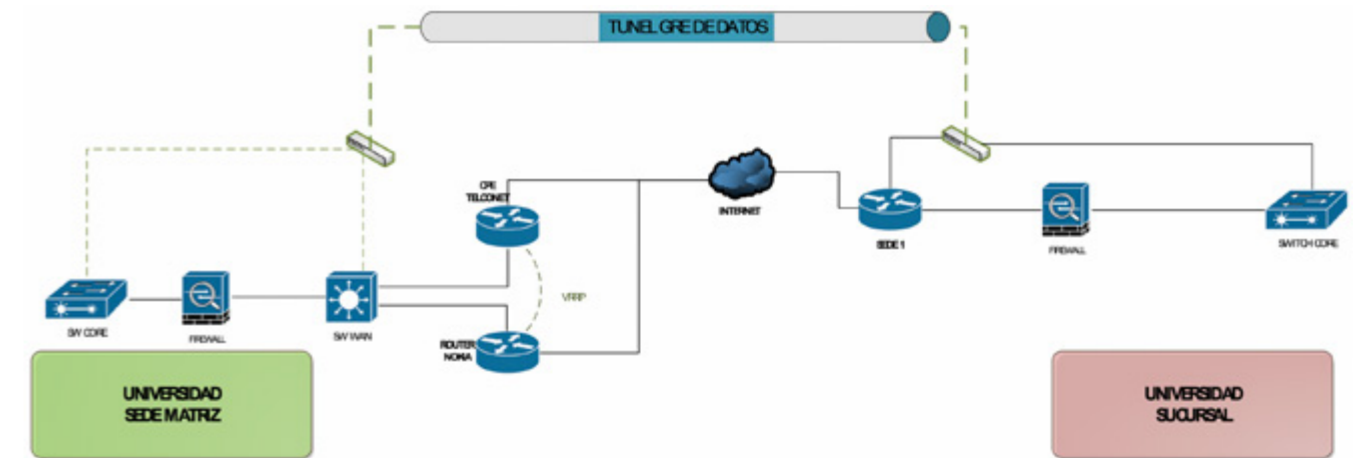 TUNEL GRE DE DATOS
CPE
TELCONET
INTERNET
SEDE 1
FIREWALL
SWITCH CORE
VRRP
SW CORE
FIREWALL
SW WAN
ROUTER
NOKIA
UNIVERSIDAD
SEDE MATRIZ
UNIVERSIDAD
SUCURSAL